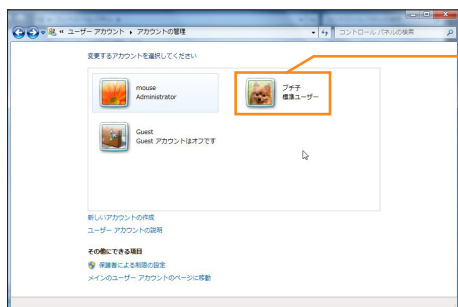 « ユーザー アカウント ▸ アカウントの管理
コントロール パネルの検索
変更するアカウントを選択してください
mouse
Administrator
プチ子
標準ユーザー
Guest
Guest アカウントはオフです
新しいアカウントの作成
ユーザー アカウントの説明
その他にできる項目
保護者による制限の設定
メインのユーザー アカウントのページに移動